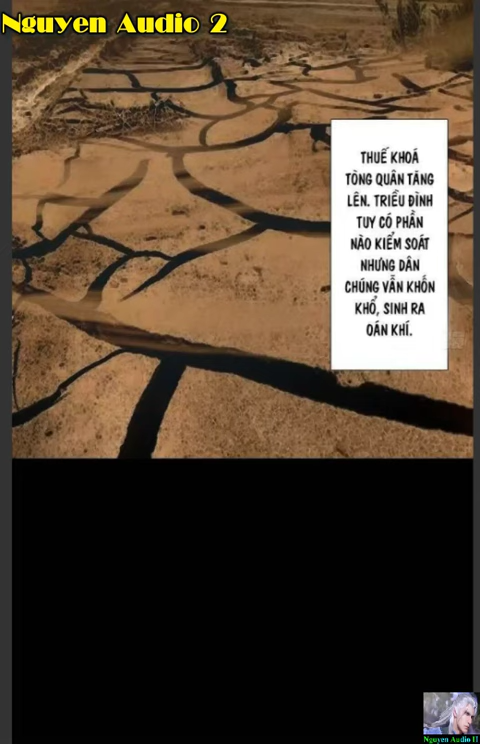 Nguyen Audio 2
THUẾ KHOÁ
TÒNG QUÂN TĂNG
LÊN. TRIỀU ĐÌNH
TUY CÓ PHẦN
NÀO KIỂM SOÁT
NHƯNG DÂN
CHÚNG VẪN KHỐN
KHỔ, SINH RA
OÁN KHÍ.
Nguyen Audio II